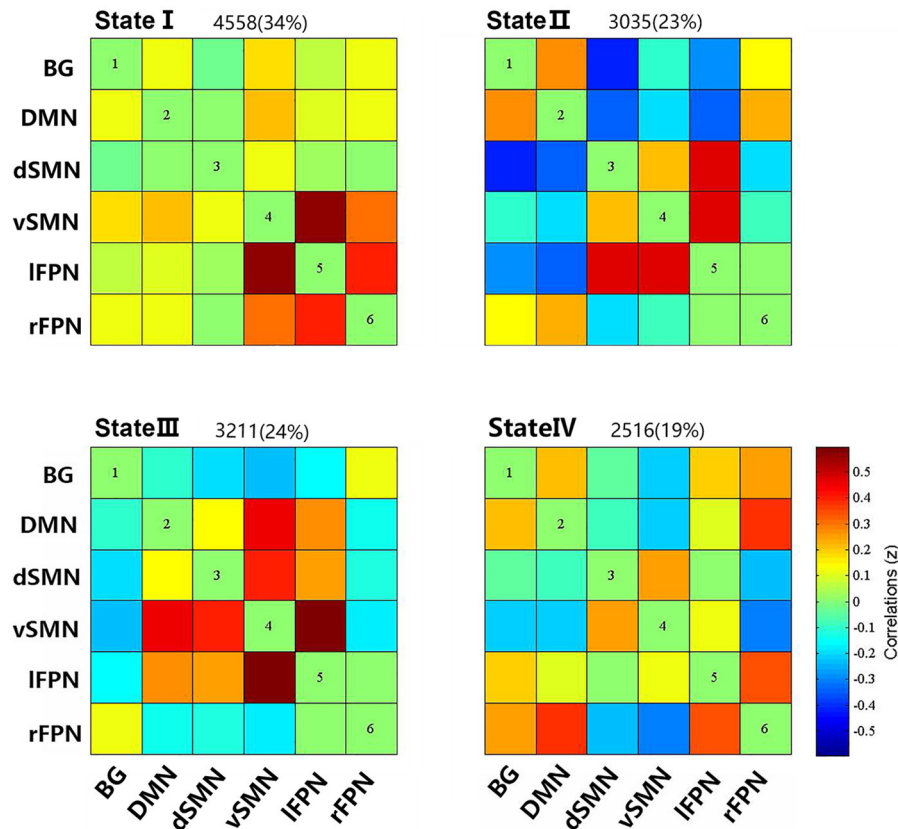 State Ⅰ 4558(34%)
State Ⅱ 3035(23%)
BG
DMN
dSMN
vSMN
lFPN
rFPN
1
2
3
4
5
6
1
2
3
4
5
6
StateⅢ 3211(24%)
StateⅣ 2516(19%)
BG
DMN
dSMN
vSMN
lFPN
rFPN
1
2
3
4
5
6
1
2
3
4
5
6
BG DMN dSMN vSMN lFPN rFPN
BG DMN dSMN vSMN lFPN rFPN
0.5
0.4
0.3
0.2
0.1
0
-0.1
-0.2
-0.3
-0.4
-0.5
Correlations (z)